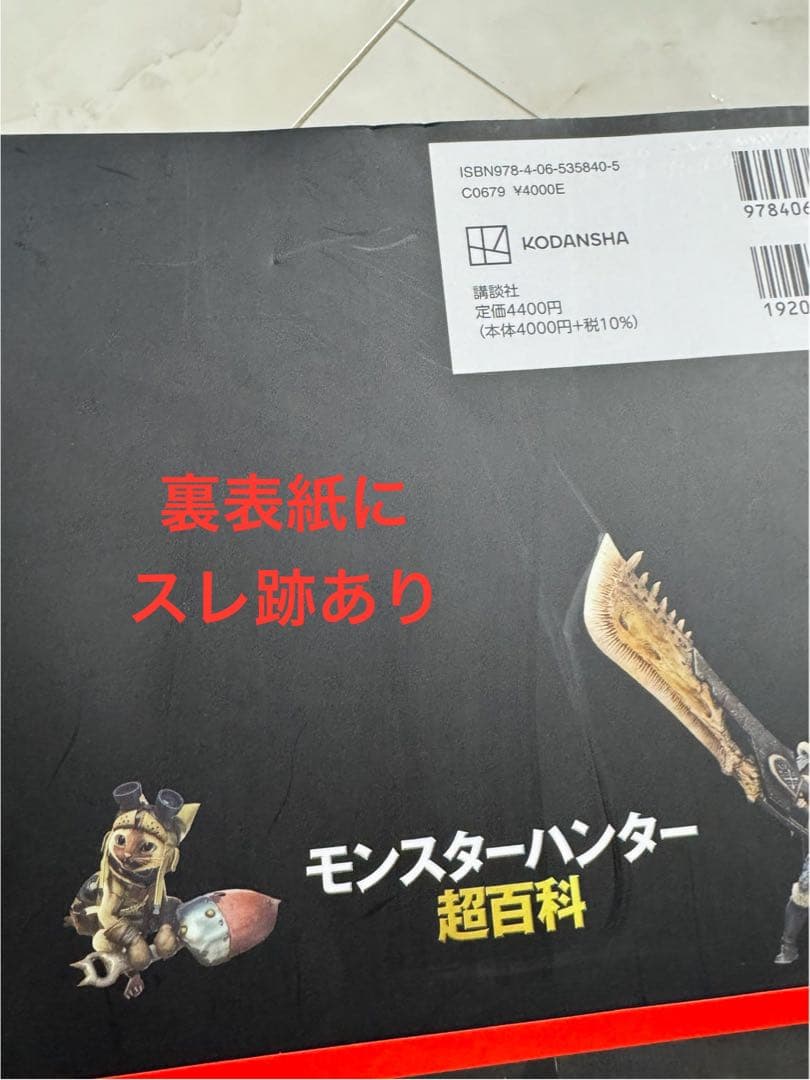 ISBN978-4-06-535840-5
C0679 ¥4000E
978406
KODANSHA
講談社
定価4400円
(本体4000円+税10%)
1920
裏表紙に
スレ跡あり
モンスターハンター
超百科